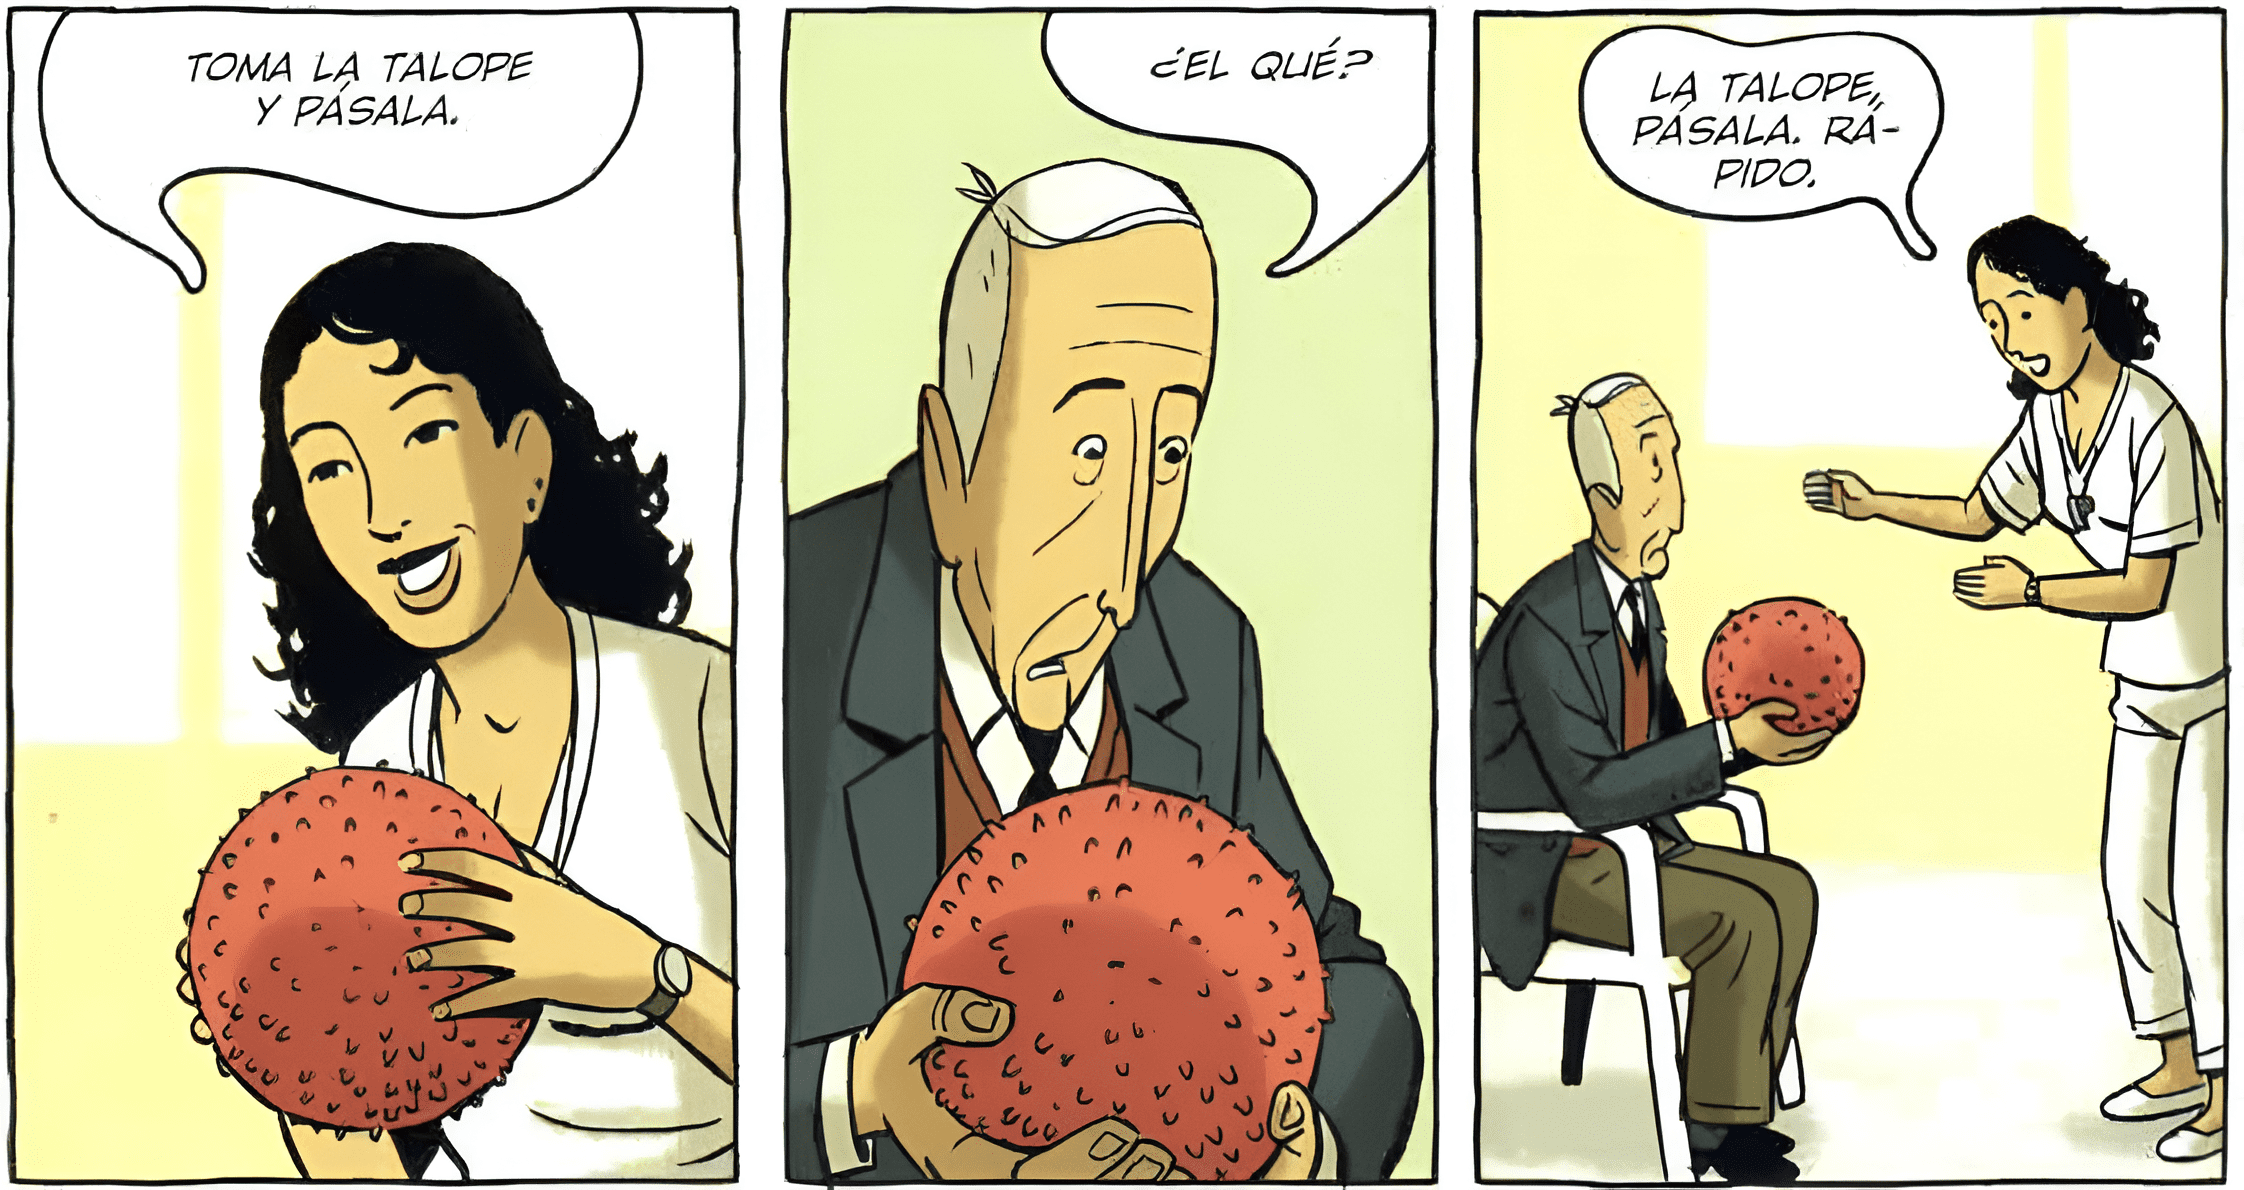 TOMA LA TALOPE
Y PÁSALA.
¿EL QUÉ?
LA TALOPE,
PÁSALA. RÁ-
PIDO.